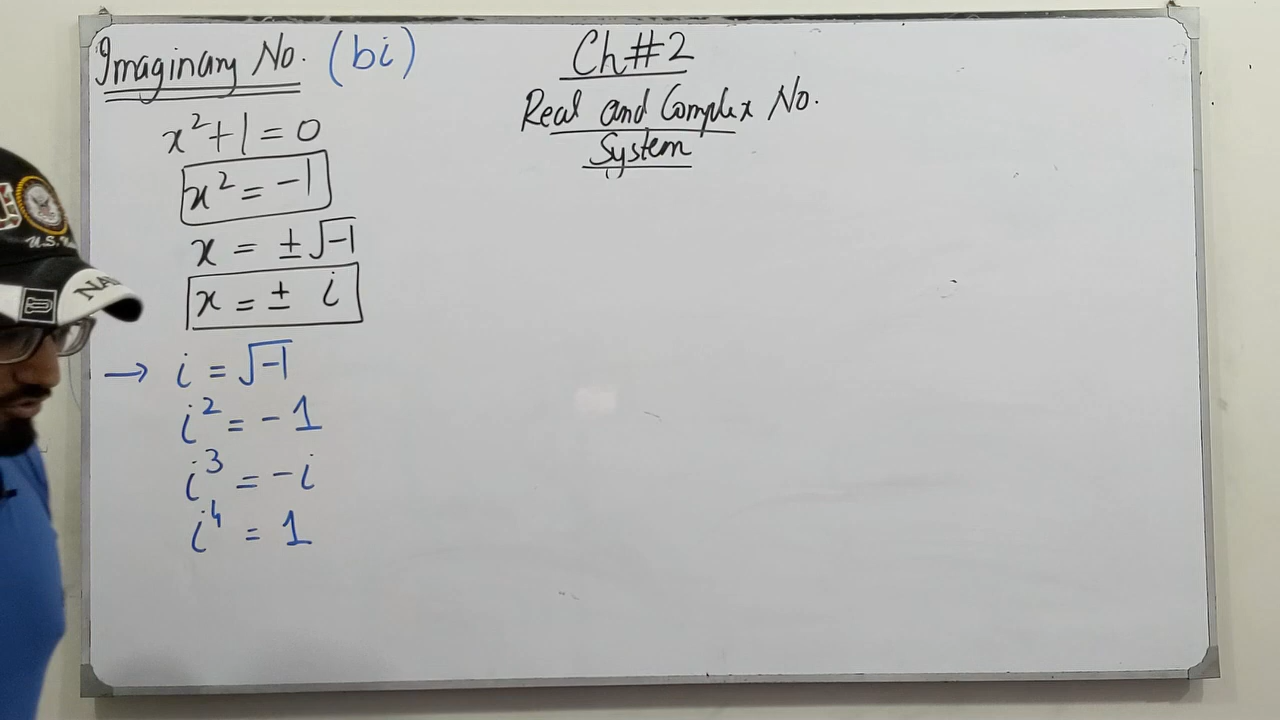 Imaginary No. (bi)
x²+1=0
x²=-1
x = ±√-1
x = ± i
→ i = √-1
i² = -1
i³ = -i
i⁴ = 1
Ch#2
Real and Complex No.
System
U.S.